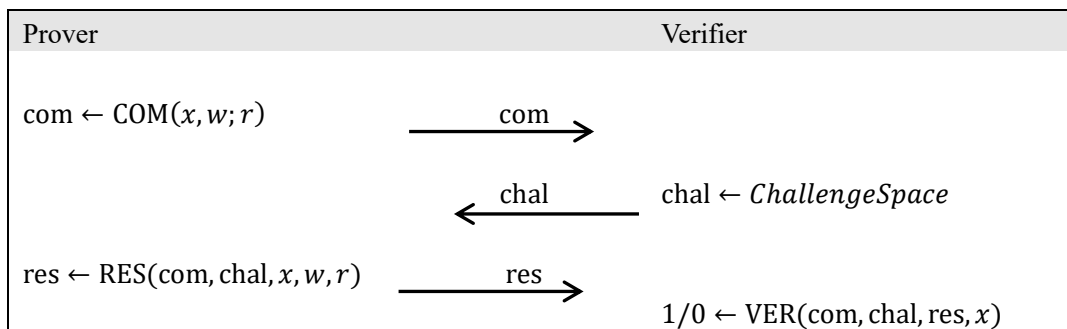 Prover Verifier
com ← COM(𝑥, 𝑤; 𝑟) com
chal chal ← 𝐶ℎ𝑎𝑙𝑙𝑒𝑛𝑔𝑒𝑆𝑝𝑎𝑐𝑒
res ← RES(com, chal, 𝑥, 𝑤, 𝑟) res
1/0 ← VER(com, chal, res, 𝑥)